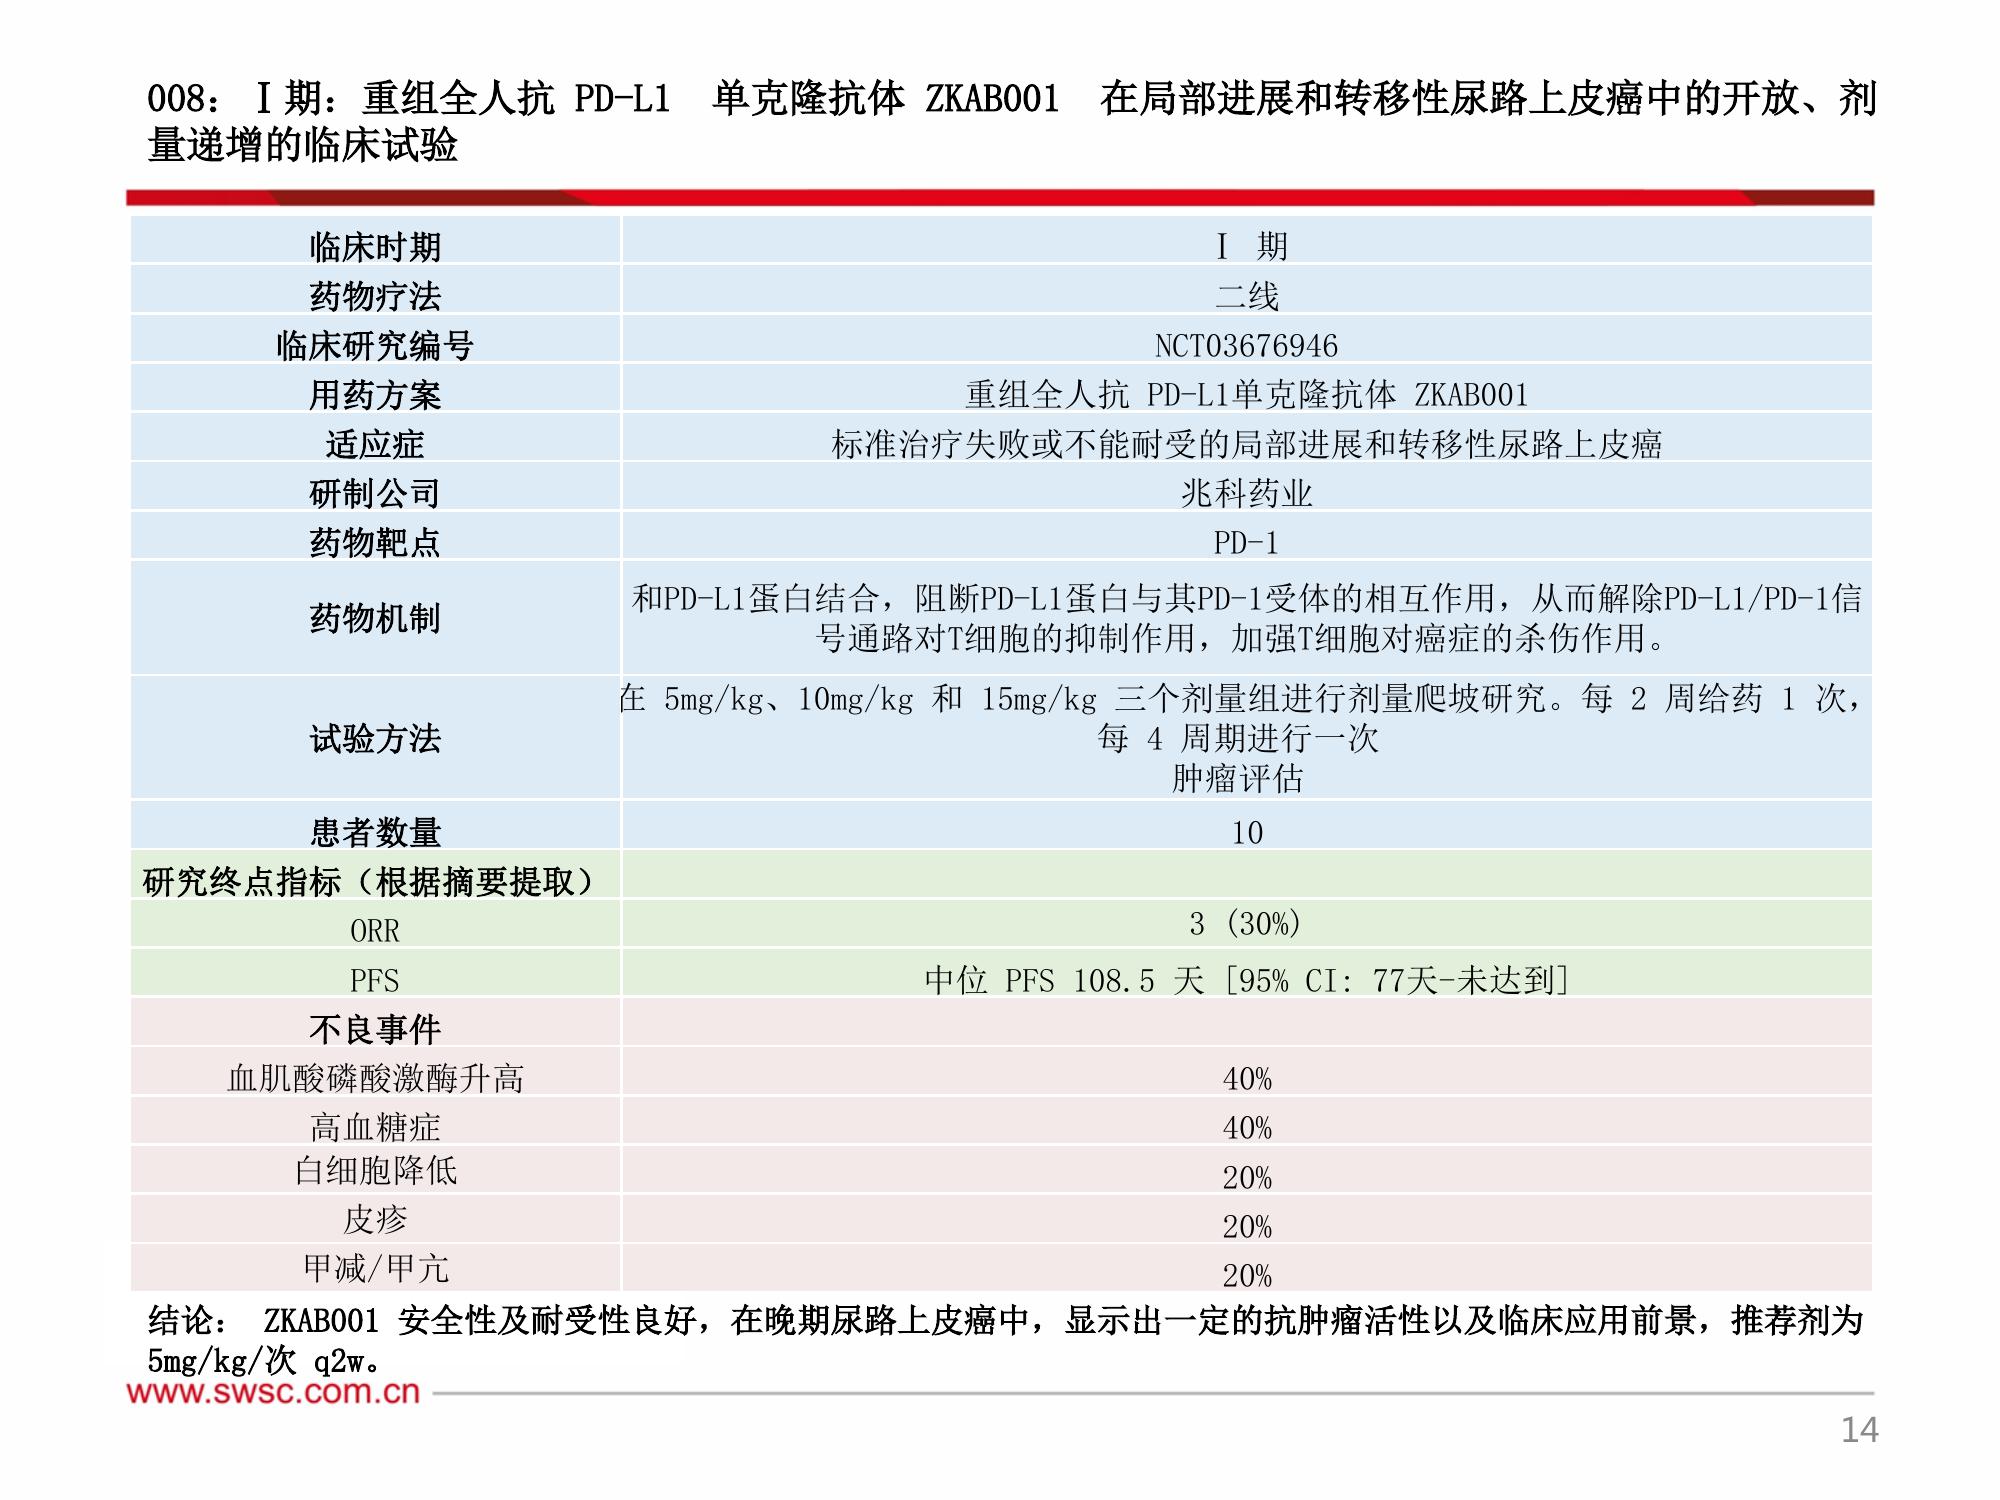 008：Ⅰ期：重组全人抗 PD-L1 单克隆抗体 ZKAB001 在局部进展和转移性尿路上皮癌中的开放、剂
量递增的临床试验
临床时期 I 期
药物疗法 二线
临床研究编号 NCT03676946
用药方案 重组全人抗 PD-L1单克隆抗体 ZKAB001
适应症 标准治疗失败或不能耐受的局部进展和转移性尿路上皮癌
研制公司 兆科药业
药物靶点 PD-1
药物机制
和PD-L1蛋白结合，阻断PD-L1蛋白与其PD-1受体的相互作用，从而解除PD-L1/PD-1信
号通路对T细胞的抑制作用，加强T细胞对癌症的杀伤作用。
试验方法
在 5mg/kg、10mg/kg 和 15mg/kg 三个剂量组进行剂量爬坡研究。每 2 周给药 1 次，
每 4 周期进行一次
肿瘤评估
患者数量 10
研究终点指标（根据摘要提取）
ORR 3 (30%)
PFS 中位 PFS 108.5 天 [95% CI: 77天-未达到]
不良事件
血肌酸磷酸激酶升高 40%
高血糖症 40%
白细胞降低 20%
皮疹 20%
甲减/甲亢 20%
结论： ZKAB001 安全性及耐受性良好，在晚期尿路上皮癌中，显示出一定的抗肿瘤活性以及临床应用前景，推荐剂为
5mg/kg/次 q2w。
www.swsc.com.cn
14